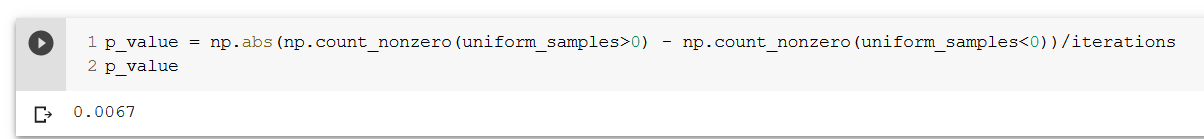 1 p_value = np.abs(np.count_nonzero(uniform_samples>0) - np.count_nonzero(uniform_samples<0))/iterations
2 p_value
0.0067